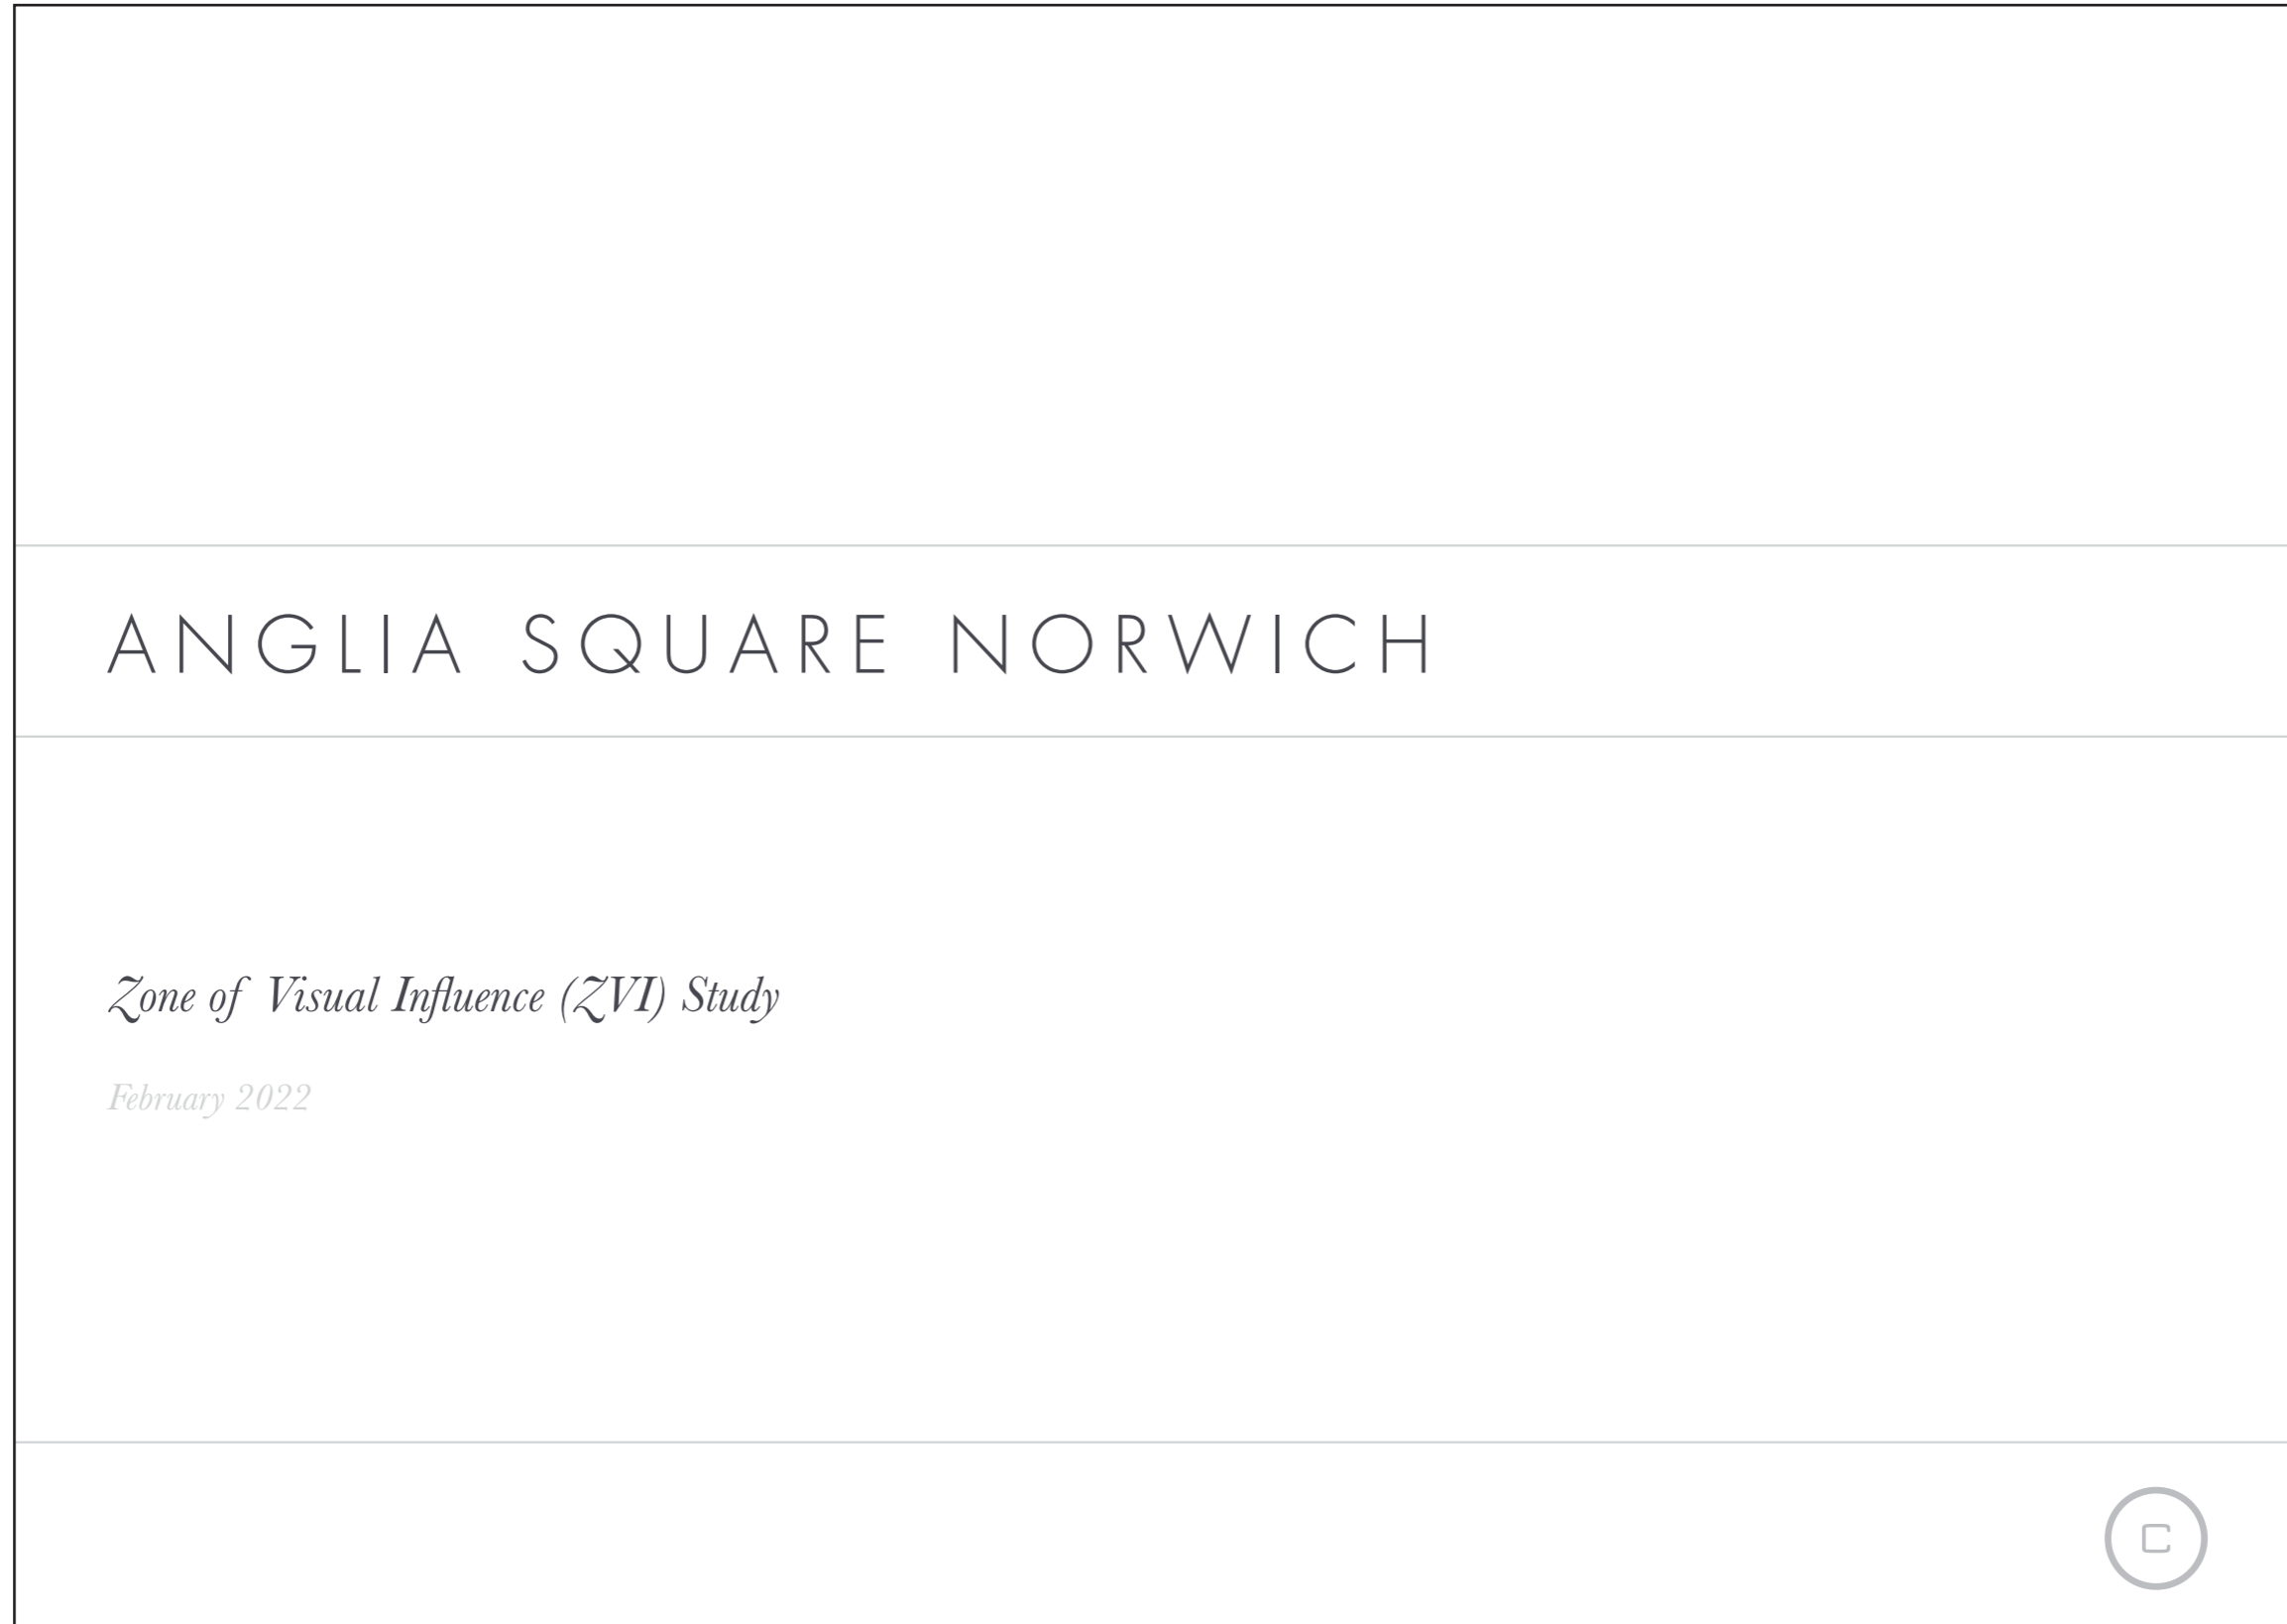 ANGLIA SQUARE NORWICH
Zone of Visual Influence (ZVI) Study
February 2022
C